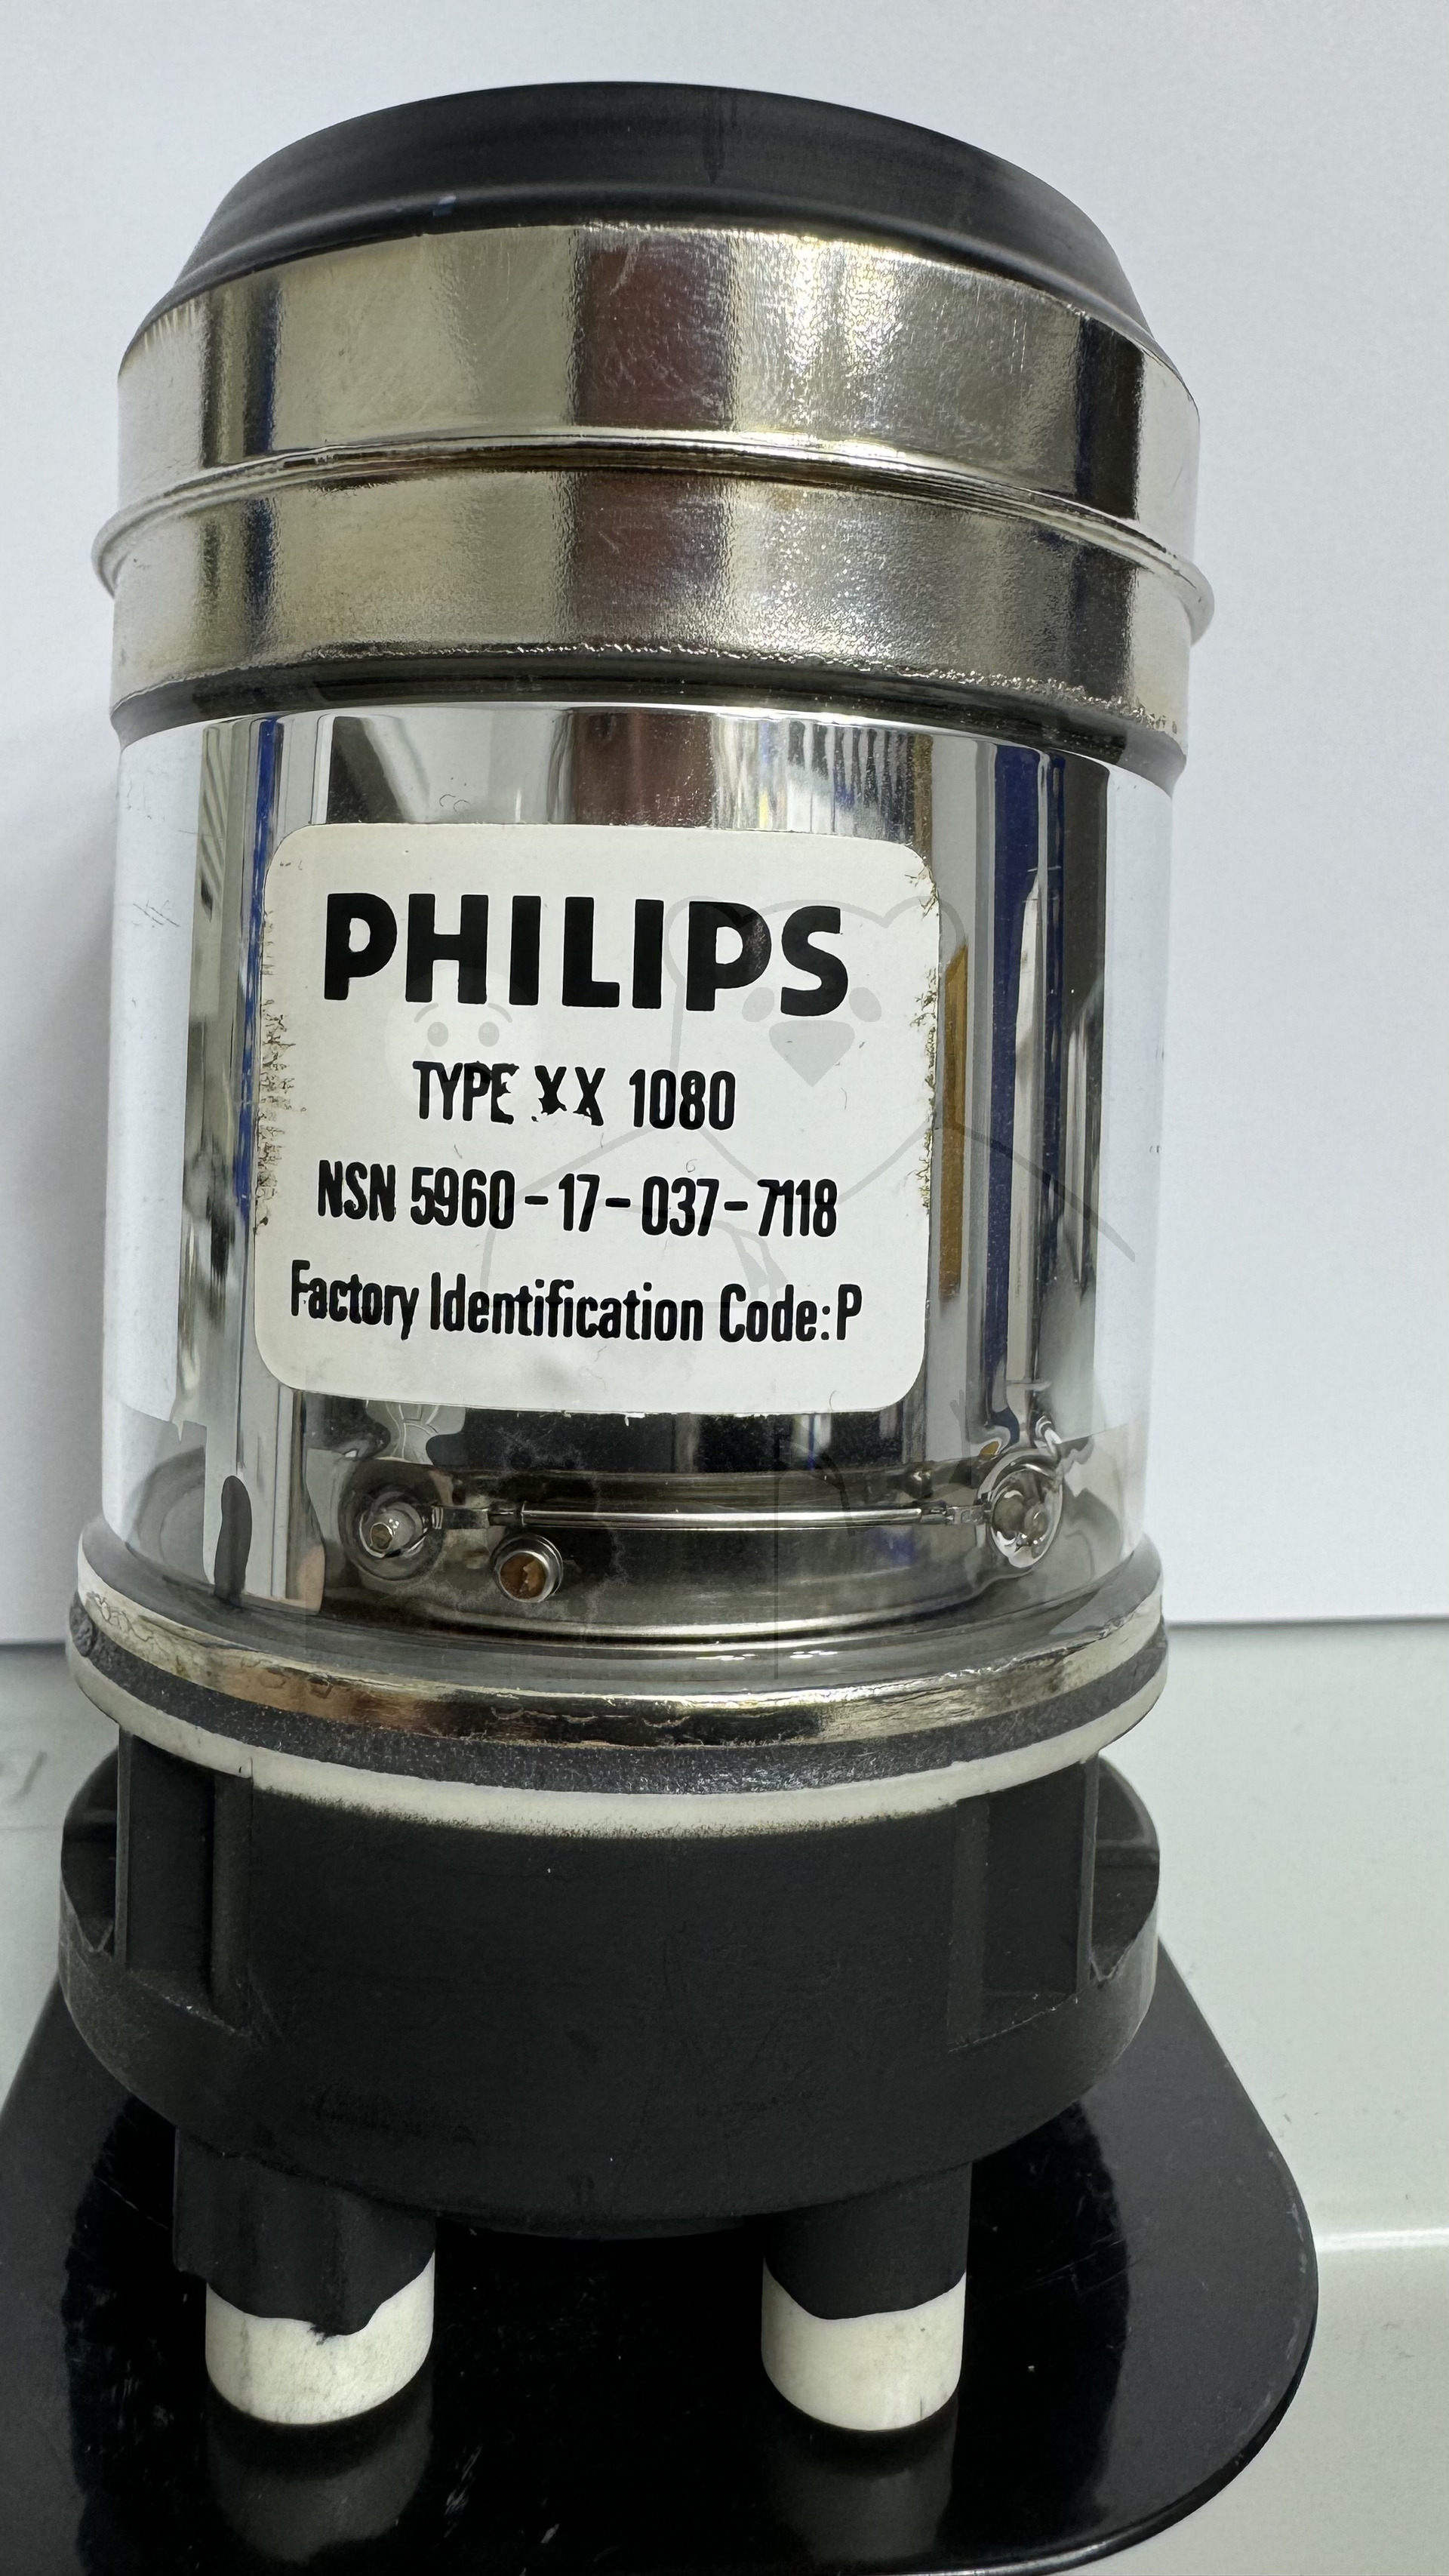 PHILIPS
TYPE XX 1080
NSN 5960-17-037-7118
Factory Identification Code:P